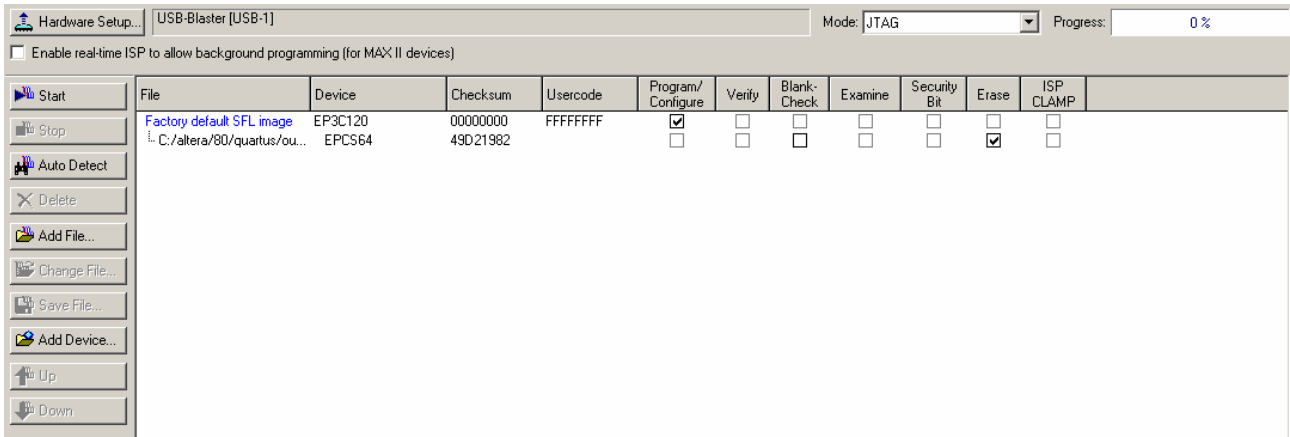 Hardware Setup... USB-Blaster [USB-1] Mode: JTAG Progress: 0 %
Enable real-time ISP to allow background programming (for MAX II devices)
Start
Stop
Auto Detect
Delete
Add File...
Change File...
Save File...
Add Device...
Up
Down
File Device Checksum Usercode Program/ Configure Verify Blank- Check Examine Security Bit Erase ISP CLAMP
Factory default SFL image EP3C120 00000000 FFFFFFFF
C:/altera/80/quartus/ou... EPCS64 49D21982